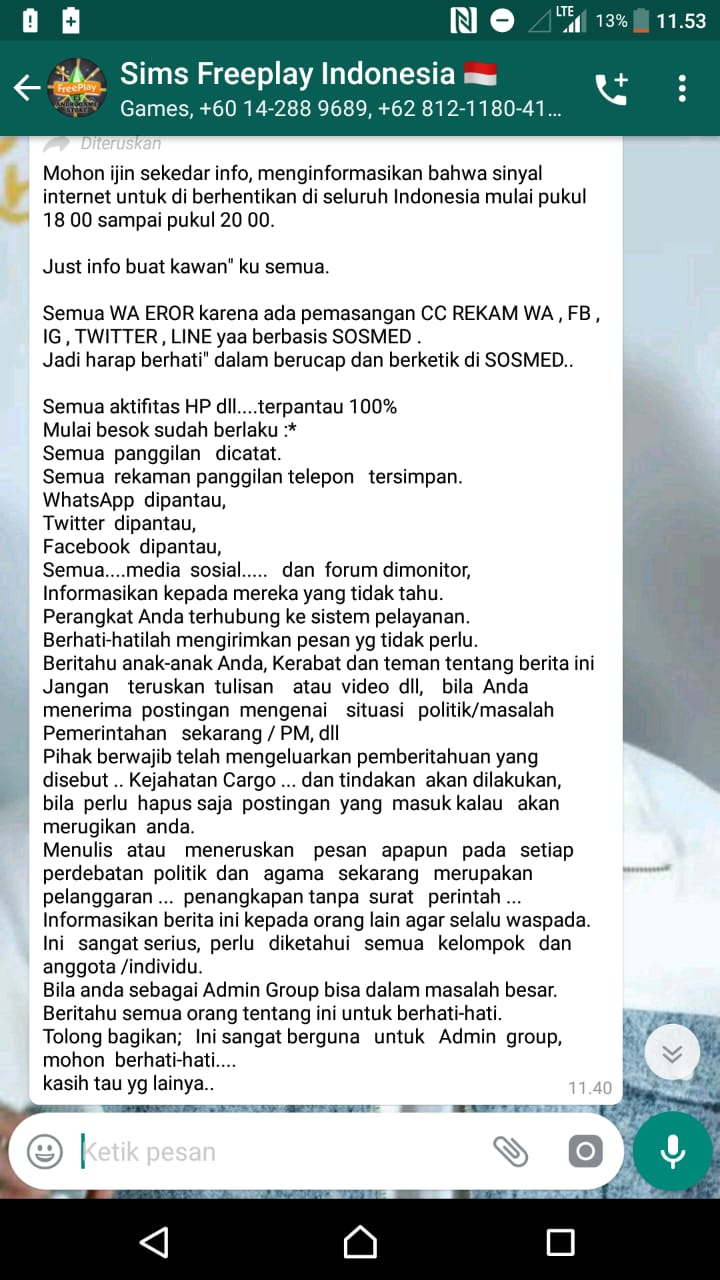 LTE
13%
11.53
Sims Freeplay Indonesia 🇮🇩
Games, +60 14-288 9689, +62 812-1180-41...
FreePlay
Diteruskan
Mohon ijin sekedar info, menginformasikan bahwa sinyal
internet untuk di berhentikan di seluruh Indonesia mulai pukul
18 00 sampai pukul 20 00.
Just info buat kawan" ku semua.
Semua WA EROR karena ada pemasangan CC REKAM WA , FB ,
IG , TWITTER , LINE yaa berbasis SOSMED .
Jadi harap berhati" dalam berucap dan berketik di SOSMED..
Semua aktifitas HP dll....terpantau 100%
Mulai besok sudah berlaku :*
Semua panggilan dicatat.
Semua rekaman panggilan telepon tersimpan.
WhatsApp dipantau,
Twitter dipantau,
Facebook dipantau,
Semua....media sosial..... dan forum dimonitor,
Informasikan kepada mereka yang tidak tahu.
Perangkat Anda terhubung ke sistem pelayanan.
Berhati-hatilah mengirimkan pesan yg tidak perlu.
Beritahu anak-anak Anda, Kerabat dan teman tentang berita ini
Jangan teruskan tulisan atau video dll, bila Anda
menerima postingan mengenai situasi politik/masalah
Pemerintahan sekarang / PM, dll
Pihak berwajib telah mengeluarkan pemberitahuan yang
disebut .. Kejahatan Cargo ... dan tindakan akan dilakukan,
bila perlu hapus saja postingan yang masuk kalau akan
merugikan anda.
Menulis atau meneruskan pesan apapun pada setiap
perdebatan politik dan agama sekarang merupakan
pelanggaran ... penangkapan tanpa surat perintah ...
Informasikan berita ini kepada orang lain agar selalu waspada.
Ini sangat serius, perlu diketahui semua kelompok dan
anggota /individu.
Bila anda sebagai Admin Group bisa dalam masalah besar.
Beritahu semua orang tentang ini untuk berhati-hati.
Tolong bagikan; Ini sangat berguna untuk Admin group,
mohon berhati-hati....
kasih tau yg lainya..
11.40
Ketik pesan